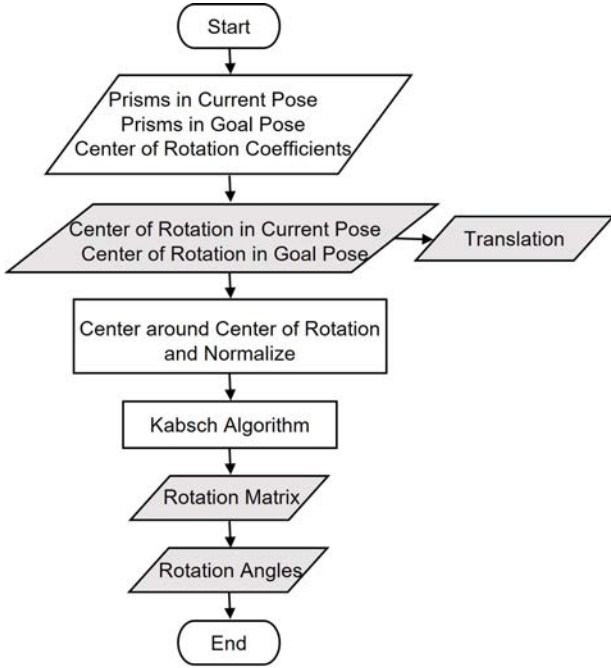 Start
Prisms in Current Pose
Prisms in Goal Pose
Center of Rotation Coefficients
Center of Rotation in Current Pose
Center of Rotation in Goal Pose
Translation
Center around Center of Rotation
and Normalize
Kabsch Algorithm
Rotation Matrix
Rotation Angles
End